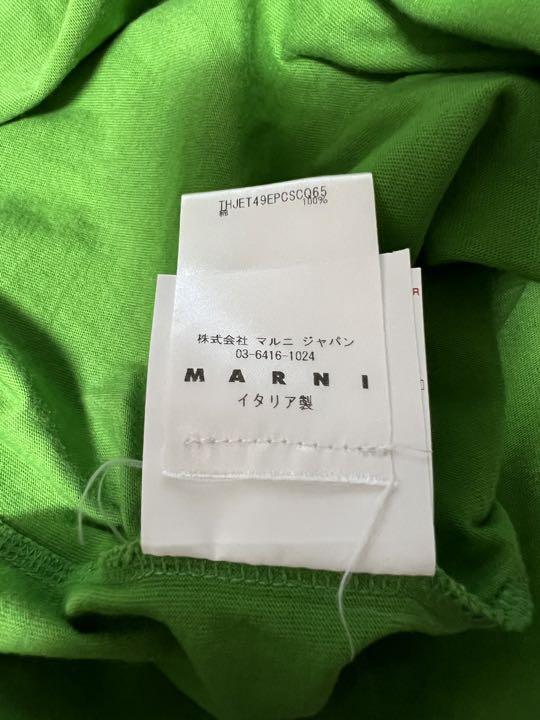 THJET49EPCSCQ65
綿 100%
株式会社 マルニ ジャパン
03-6416-1024
MARNI
イタリア製
R